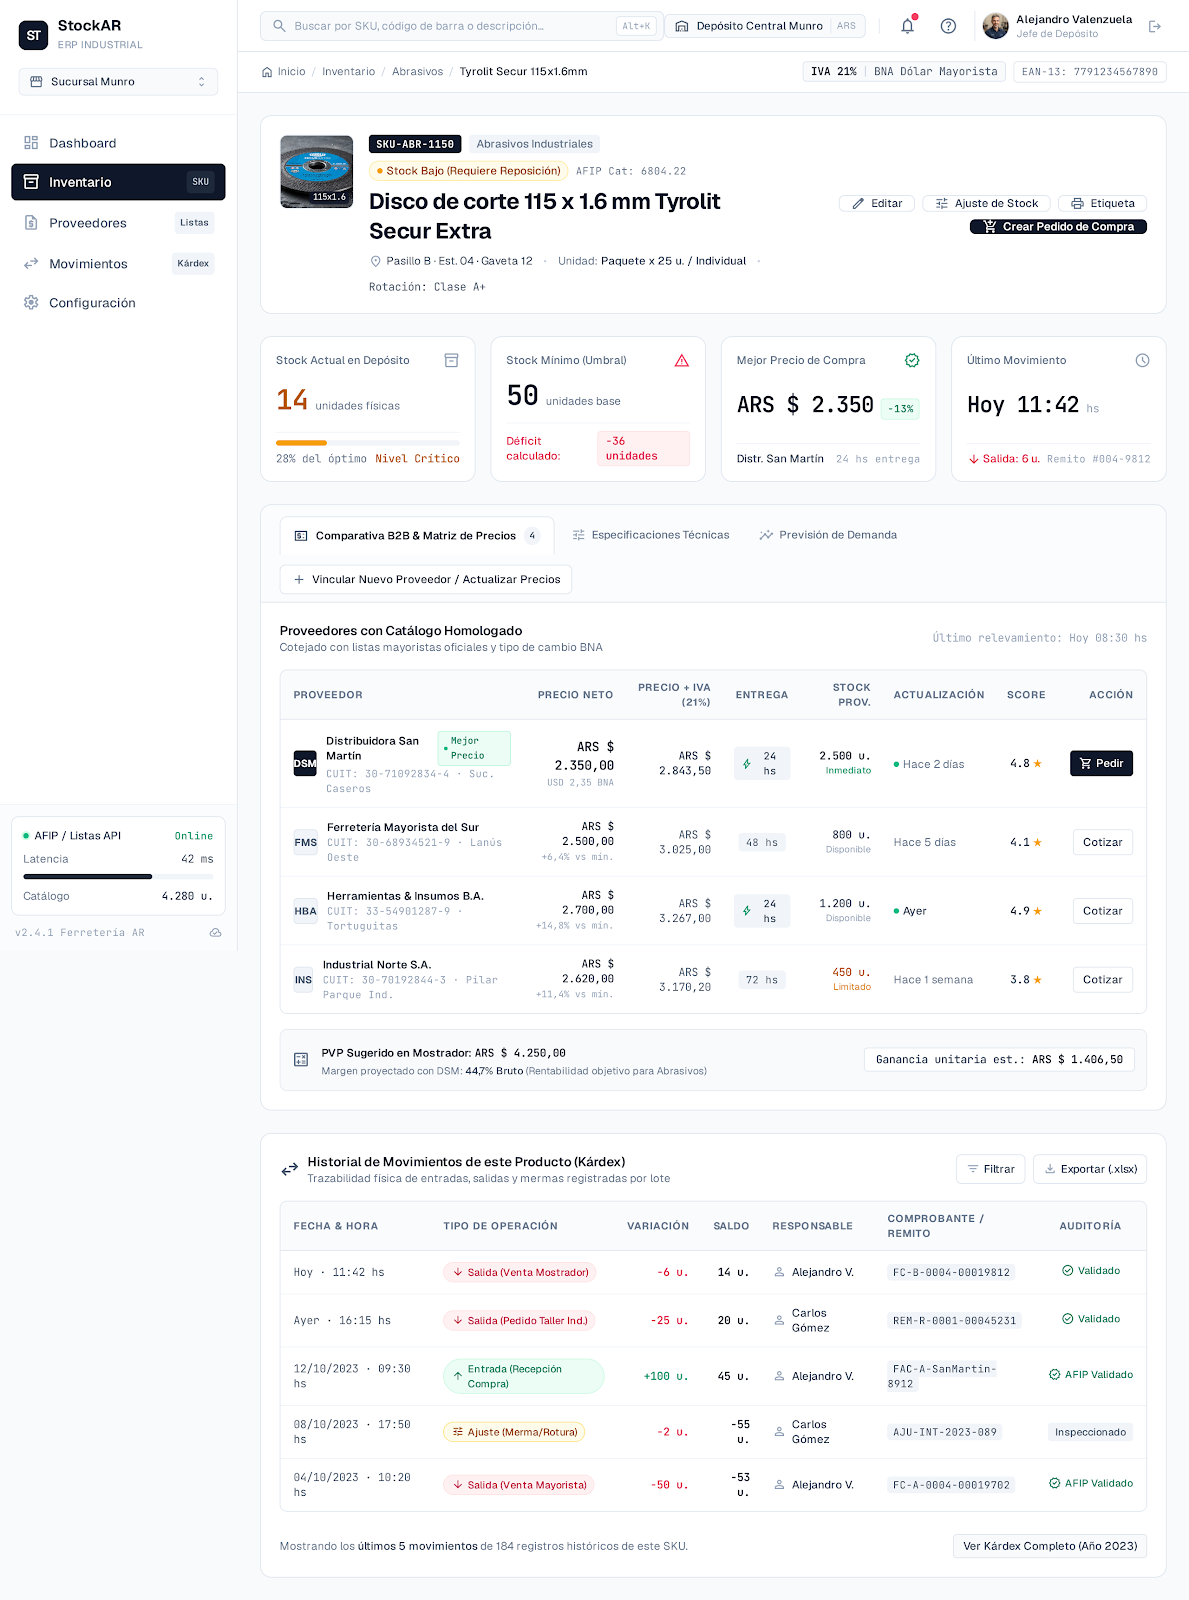 ST
StockAR
ERP INDUSTRIAL
Sucursal Munro
Dashboard
Inventario SKU
Proveedores Listas
Movimientos Kárdex
Configuración
AFIP / Listas API Online
Latencia 42 ms
Catálogo 4.280 u.
v2.4.1 Ferretería AR
Buscar por SKU, código de barra o descripción... Alt+K
Depósito Central Munro ARS
Alejandro Valenzuela
Jefe de Depósito
Inicio / Inventario / Abrasivos / Tyrolit Secur 115x1.6mm
IVA 21% | BNA Dólar Mayorista
EAN-13: 7791234567890
115x1.6
SKU-ABR-1150 Abrasivos Industriales
Stock Bajo (Requiere Reposición) AFIP Cat: 6804.22
Disco de corte 115 x 1.6 mm Tyrolit
Secur Extra
Pasillo B · Est. 04 · Gaveta 12 • Unidad: Paquete x 25 u. / Individual •
Rotación: Clase A+
Editar
Ajuste de Stock
Etiqueta
Crear Pedido de Compra
Stock Actual en Depósito
14 unidades físicas
28% del óptimo Nivel Crítico
Stock Mínimo (Umbral)
50 unidades base
Déficit
calculado:
-36
unidades
Mejor Precio de Compra
ARS $ 2.350 -13%
Distr. San Martín 24 hs entrega
Último Movimiento
Hoy 11:42 hs
Salida: 6 u. Remito #004-9812
Comparativa B2B & Matriz de Precios 4
Especificaciones Técnicas
Previsión de Demanda
Vincular Nuevo Proveedor / Actualizar Precios
Proveedores con Catálogo Homologado
Cotejado con listas mayoristas oficiales y tipo de cambio BNA
Último relevamiento: Hoy 08:30 hs
PROVEEDOR
PRECIO NETO
PRECIO + IVA
(21%)
ENTREGA
STOCK
PROV.
ACTUALIZACIÓN
SCORE
ACCIÓN
DSM
Distribuidora San
Martín
Mejor
Precio
CUIT: 30-71092834-4 · Suc.
Caseros
ARS $
2.350,00
USD 2,35 BNA
ARS $
2.843,50
24
hs
2.500 u.
Inmediato
Hace 2 días
4.8 ★
Pedir
FMS
Ferretería Mayorista del Sur
CUIT: 30-68934521-9 · Lanús
Oeste
ARS $
2.500,00
+6,4% vs mín.
ARS $
3.025,00
48 hs
800 u.
Disponible
Hace 5 días
4.1 ★
Cotizar
HBA
Herramientas & Insumos B.A.
CUIT: 33-54901287-9 ·
Tortuguitas
ARS $
2.700,00
+14,8% vs mín.
ARS $
3.267,00
24
hs
1.200 u.
Disponible
Ayer
4.9 ★
Cotizar
INS
Industrial Norte S.A.
CUIT: 30-70192844-3 · Pilar
Parque Ind.
ARS $
2.620,00
+11,4% vs mín.
ARS $
3.170,20
72 hs
450 u.
Limitado
Hace 1 semana
3.8 ★
Cotizar
PVP Sugerido en Mostrador: ARS $ 4.250,00
Margen proyectado con DSM: 44,7% Bruto (Rentabilidad objetivo para Abrasivos)
Ganancia unitaria est.: ARS $ 1.406,50
Historial de Movimientos de este Producto (Kárdex)
Trazabilidad física de entradas, salidas y mermas registradas por lote
Filtrar
Exportar (.xlsx)
FECHA & HORA
TIPO DE OPERACIÓN
VARIACIÓN
SALDO
RESPONSABLE
COMPROBANTE /
REMITO
AUDITORÍA
Hoy · 11:42 hs
Salida (Venta Mostrador)
-6 u.
14 u.
Alejandro V.
FC-B-0004-00019812
Validado
Ayer · 16:15 hs
Salida (Pedido Taller Ind.)
-25 u.
20 u.
Carlos
Gómez
REM-R-0001-00045231
Validado
12/10/2023 · 09:30
hs
Entrada (Recepción
Compra)
+100 u.
45 u.
Alejandro V.
FAC-A-SanMartin-
8912
AFIP Validado
08/10/2023 · 17:50
hs
Ajuste (Merma/Rotura)
-2 u.
-55
u.
Carlos
Gómez
AJU-INT-2023-089
Inspeccionado
04/10/2023 · 10:20
hs
Salida (Venta Mayorista)
-50 u.
-53
u.
Alejandro V.
FC-A-0004-00019702
AFIP Validado
Mostrando los últimos 5 movimientos de 184 registros históricos de este SKU.
Ver Kárdex Completo (Año 2023)